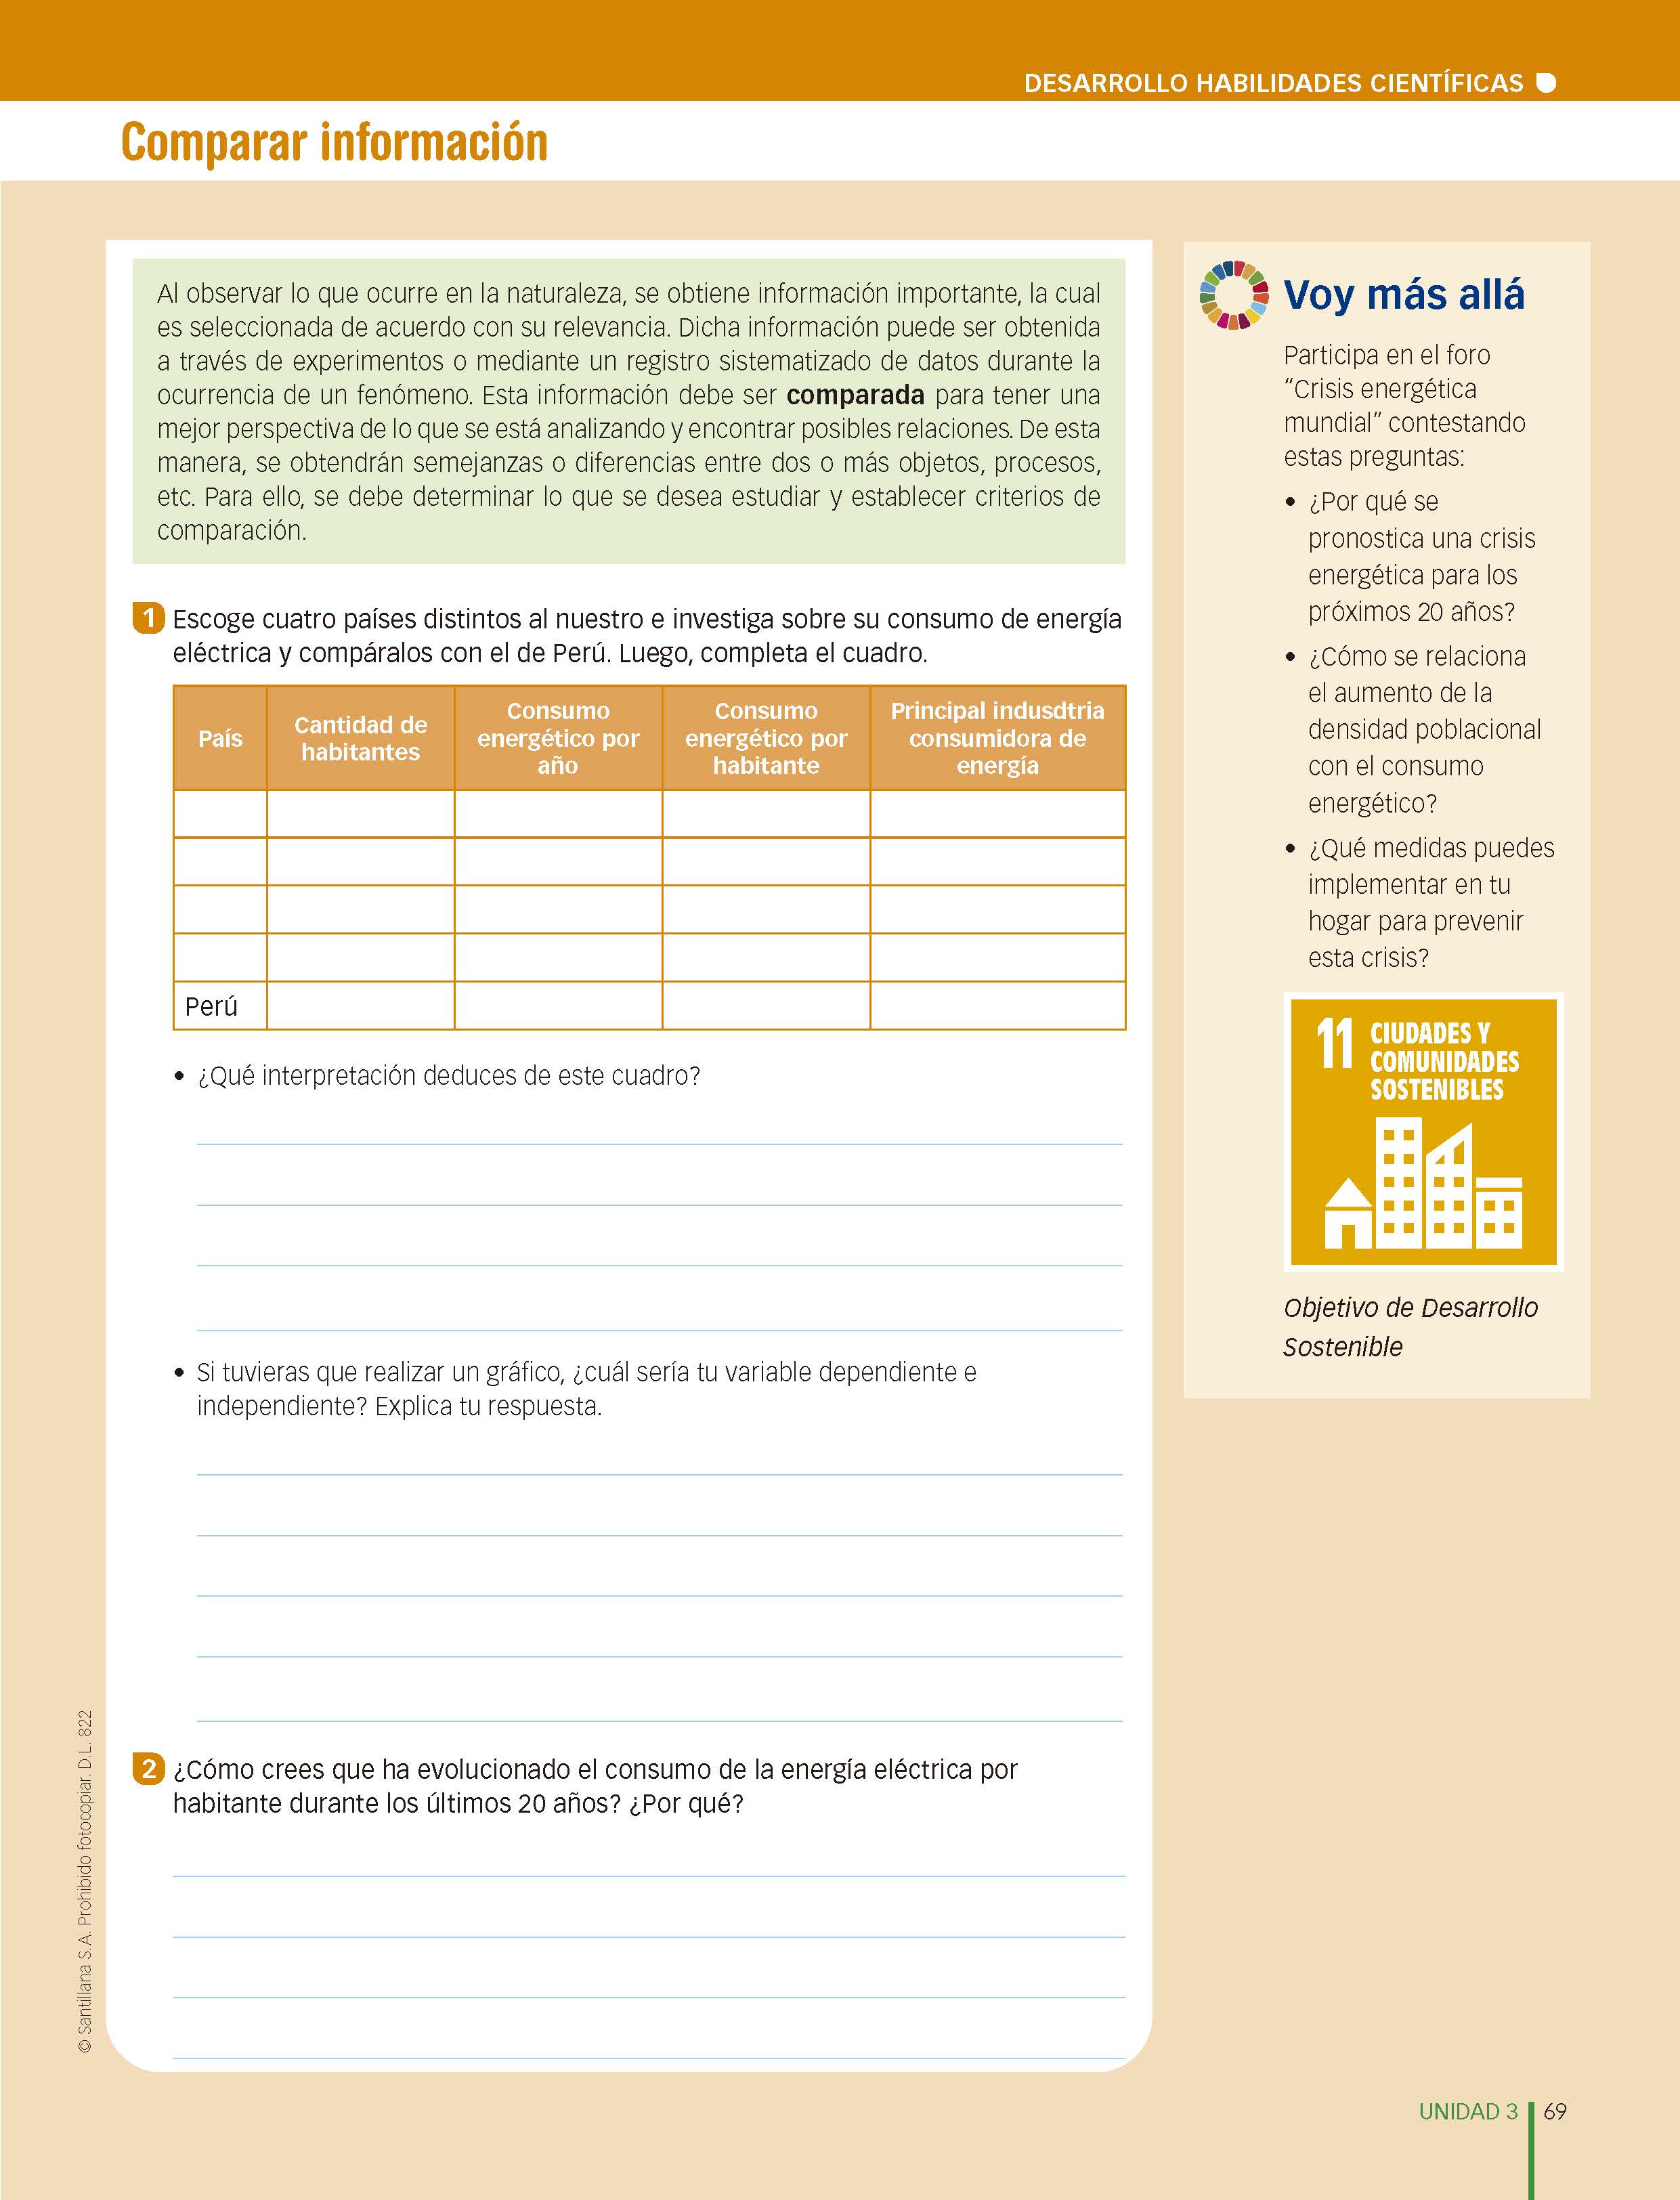 DESARROLLO HABILIDADES CIENTÍFICAS
Comparar información
Al observar lo que ocurre en la naturaleza, se obtiene información importante, la cual
es seleccionada de acuerdo con su relevancia. Dicha información puede ser obtenida
a través de experimentos o mediante un registro sistematizado de datos durante la
ocurrencia de un fenómeno. Esta información debe ser comparada para tener una
mejor perspectiva de lo que se está analizando y encontrar posibles relaciones. De esta
manera, se obtendrán semejanzas o diferencias entre dos o más objetos, procesos,
etc. Para ello, se debe determinar lo que se desea estudiar y establecer criterios de
comparación.
1 Escoge cuatro países distintos al nuestro e investiga sobre su consumo de energía
eléctrica y compáralos con el de Perú. Luego, completa el cuadro.
País
Cantidad de
habitantes
Consumo
energético por
año
Consumo
energético por
habitante
Principal indusdtria
consumidora de
energía
Perú
• ¿Qué interpretación deduces de este cuadro?
• Si tuvieras que realizar un gráfico, ¿cuál sería tu variable dependiente e
independiente? Explica tu respuesta.
2 ¿Cómo crees que ha evolucionado el consumo de la energía eléctrica por
habitante durante los últimos 20 años? ¿Por qué?
Voy más allá
Participa en el foro
“Crisis energética
mundial” contestando
estas preguntas:
• ¿Por qué se
pronostica una crisis
energética para los
próximos 20 años?
• ¿Cómo se relaciona
el aumento de la
densidad poblacional
con el consumo
energético?
• ¿Qué medidas puedes
implementar en tu
hogar para prevenir
esta crisis?
11 CIUDADES Y
COMUNIDADES
SOSTENIBLES
Objetivo de Desarrollo
Sostenible
© Santillana S.A. Prohibido fotocopiar. D.L. 822
UNIDAD 3 69